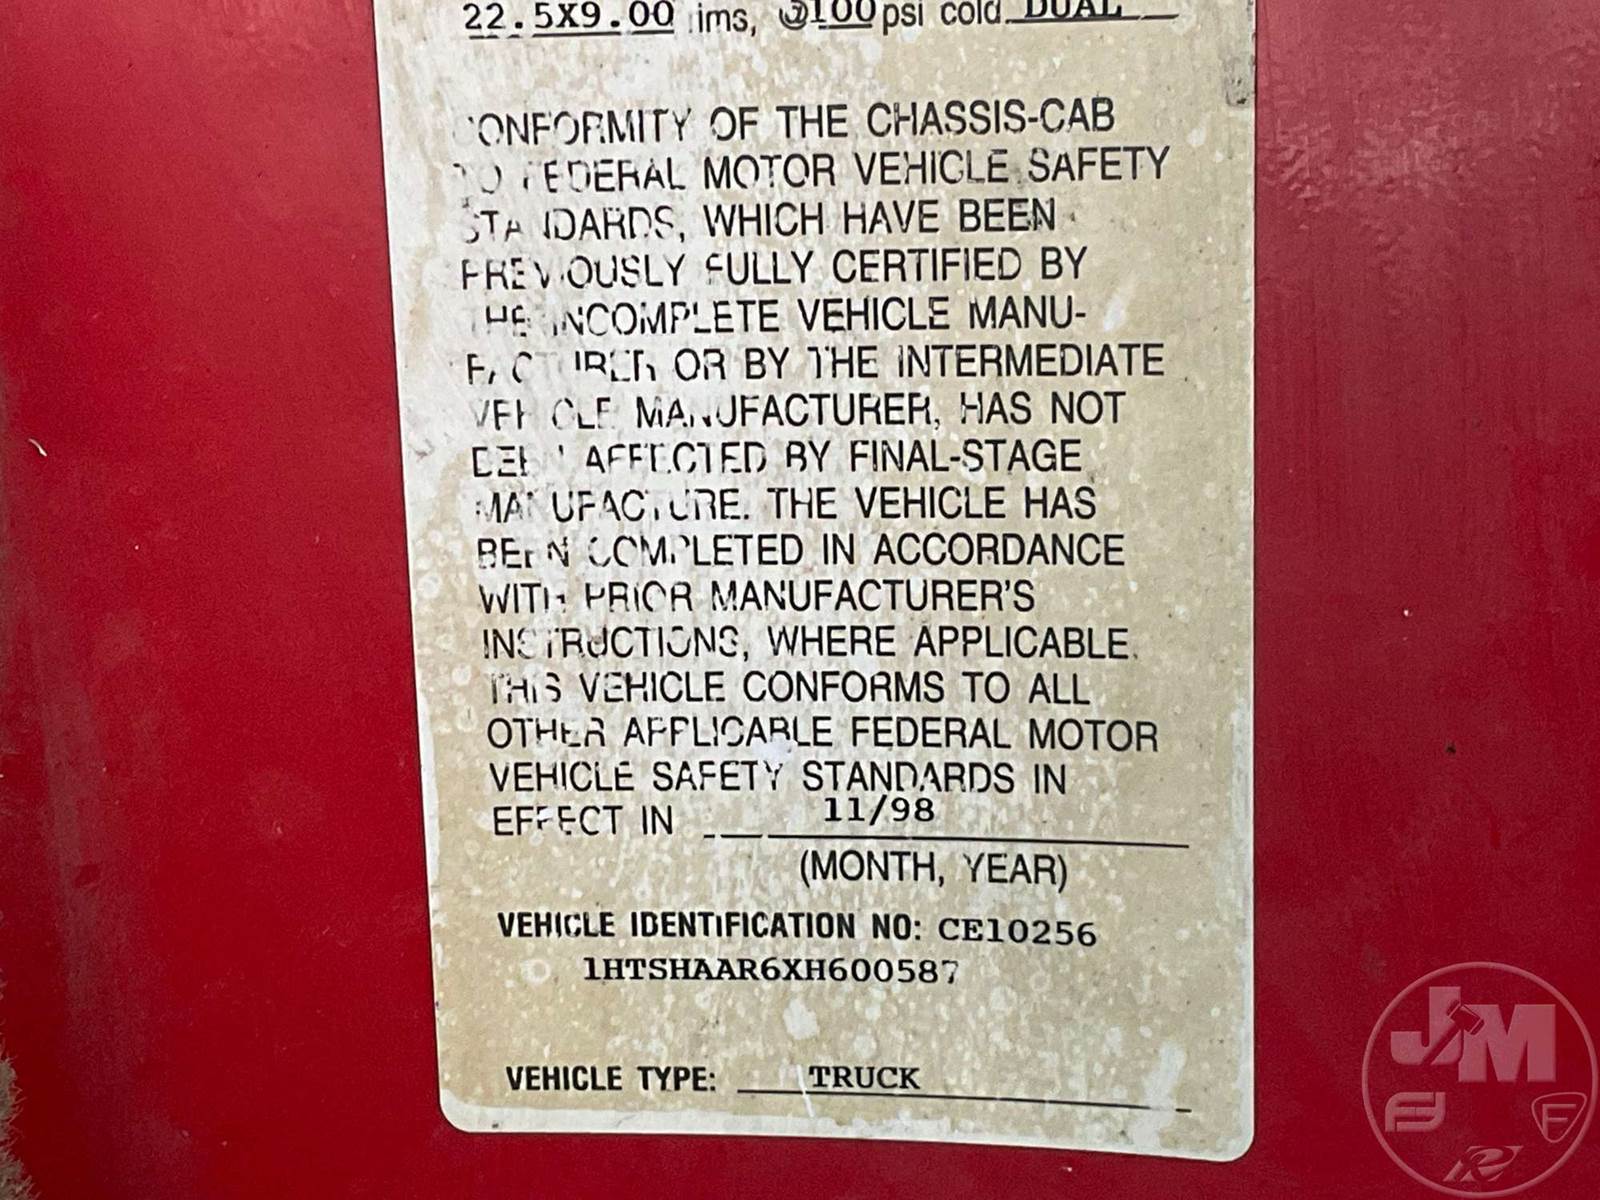 22.5X9.00 rims, @100psi cold DUAL
CONFORMITY OF THE CHASSIS-CAB
TO FEDERAL MOTOR VEHICLE SAFETY
STANDARDS, WHICH HAVE BEEN
PREVIOUSLY FULLY CERTIFIED BY
THE INCOMPLETE VEHICLE MANU-
FACTURER OR BY THE INTERMEDIATE
VEHICLE MANUFACTURER, HAS NOT
BEEN AFFECTED BY FINAL-STAGE
MANUFACTURE. THE VEHICLE HAS
BEEN COMPLETED IN ACCORDANCE
WITH PRIOR MANUFACTURER'S
INSTRUCTIONS, WHERE APPLICABLE.
THIS VEHICLE CONFORMS TO ALL
OTHER APPLICABLE FEDERAL MOTOR
VEHICLE SAFETY STANDARDS IN
EFFECT IN 11/98
(MONTH, YEAR)
VEHICLE IDENTIFICATION NO: CE10256
1HTSHAAR6XH600587
VEHICLE TYPE: TRUCK
JM